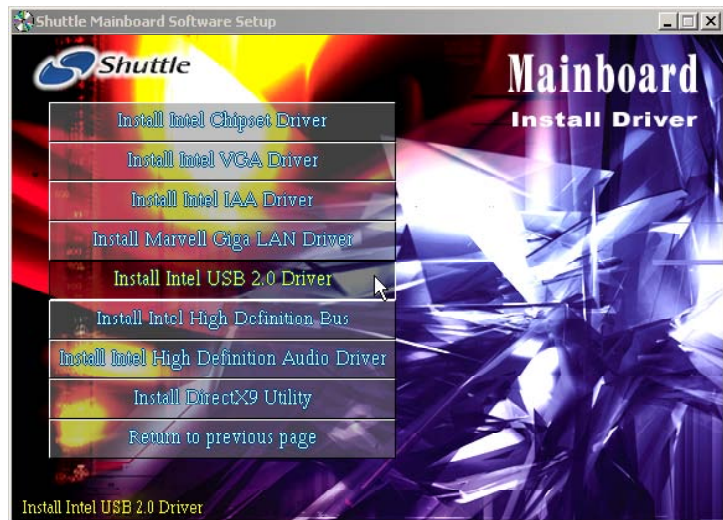 Shuttle Mainboard Software Setup
Shuttle
Mainboard
Install Driver
Install Intel Chipset Driver
Install Intel VGA Driver
Install Intel IAA Driver
Install Marvell Giga LAN Driver
Install Intel USB 2.0 Driver
Install Intel High Definition Bus
Install Intel High Definition Audio Driver
Install DirectX9 Utility
Return to previous page
Install Intel USB 2.0 Driver